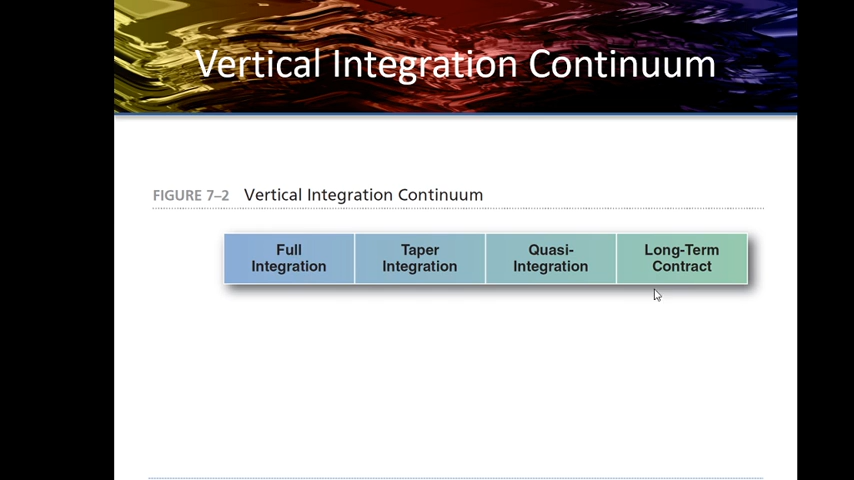 Vertical Integration Continuum
FIGURE 7–2 Vertical Integration Continuum
Full Integration
Taper Integration
Quasi-Integration
Long-Term Contract